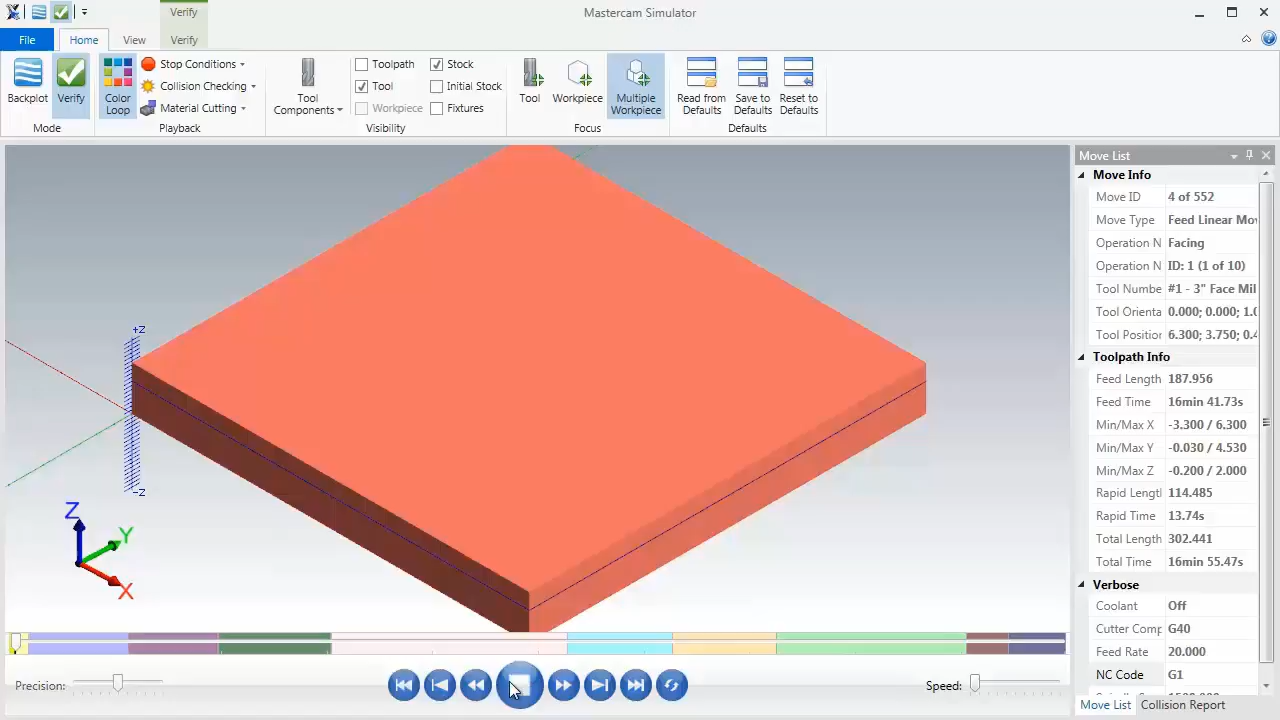 Verify
Mastercam Simulator
File
Home
View
Verify
Backplot
Verify
Mode
Color Loop
Stop Conditions
Collision Checking
Material Cutting
Playback
Tool Components
Toolpath
Tool
Workpiece
Stock
Initial Stock
Fixtures
Visibility
Tool
Workpiece
Multiple Workpiece
Focus
Read from Defaults
Save to Defaults
Reset to Defaults
Defaults
+Z
-Z
Z
Y
X
Move List
Move Info
Move ID 4 of 552
Move Type Feed Linear Mo
Operation N Facing
Operation N ID: 1 (1 of 10)
Tool Numbe #1 - 3" Face Mil
Tool Orienta 0.000; 0.000; 1.0
Tool Position 6.300; 3.750; 0.4
Toolpath Info
Feed Length 187.956
Feed Time 16min 41.73s
Min/Max X -3.300 / 6.300
Min/Max Y -0.030 / 4.530
Min/Max Z -0.200 / 2.000
Rapid Lengt 114.485
Rapid Time 13.74s
Total Length 302.441
Total Time 16min 55.47s
Verbose
Coolant Off
Cutter Comp G40
Feed Rate 20.000
NC Code G1
Move List
Collision Report
Precision:
Speed: